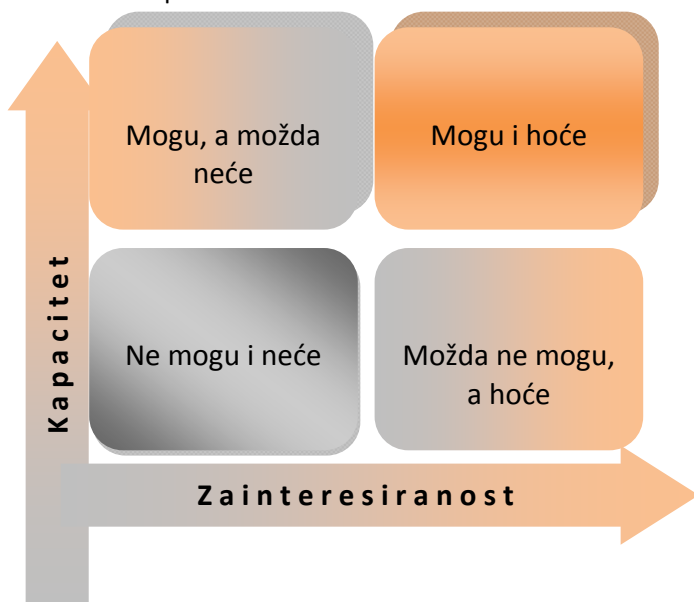 Mogu, a možda
neće
Mogu i hoće
Ne mogu i neće
Možda ne mogu,
a hoće
Kapacitet
Zainteresiranost